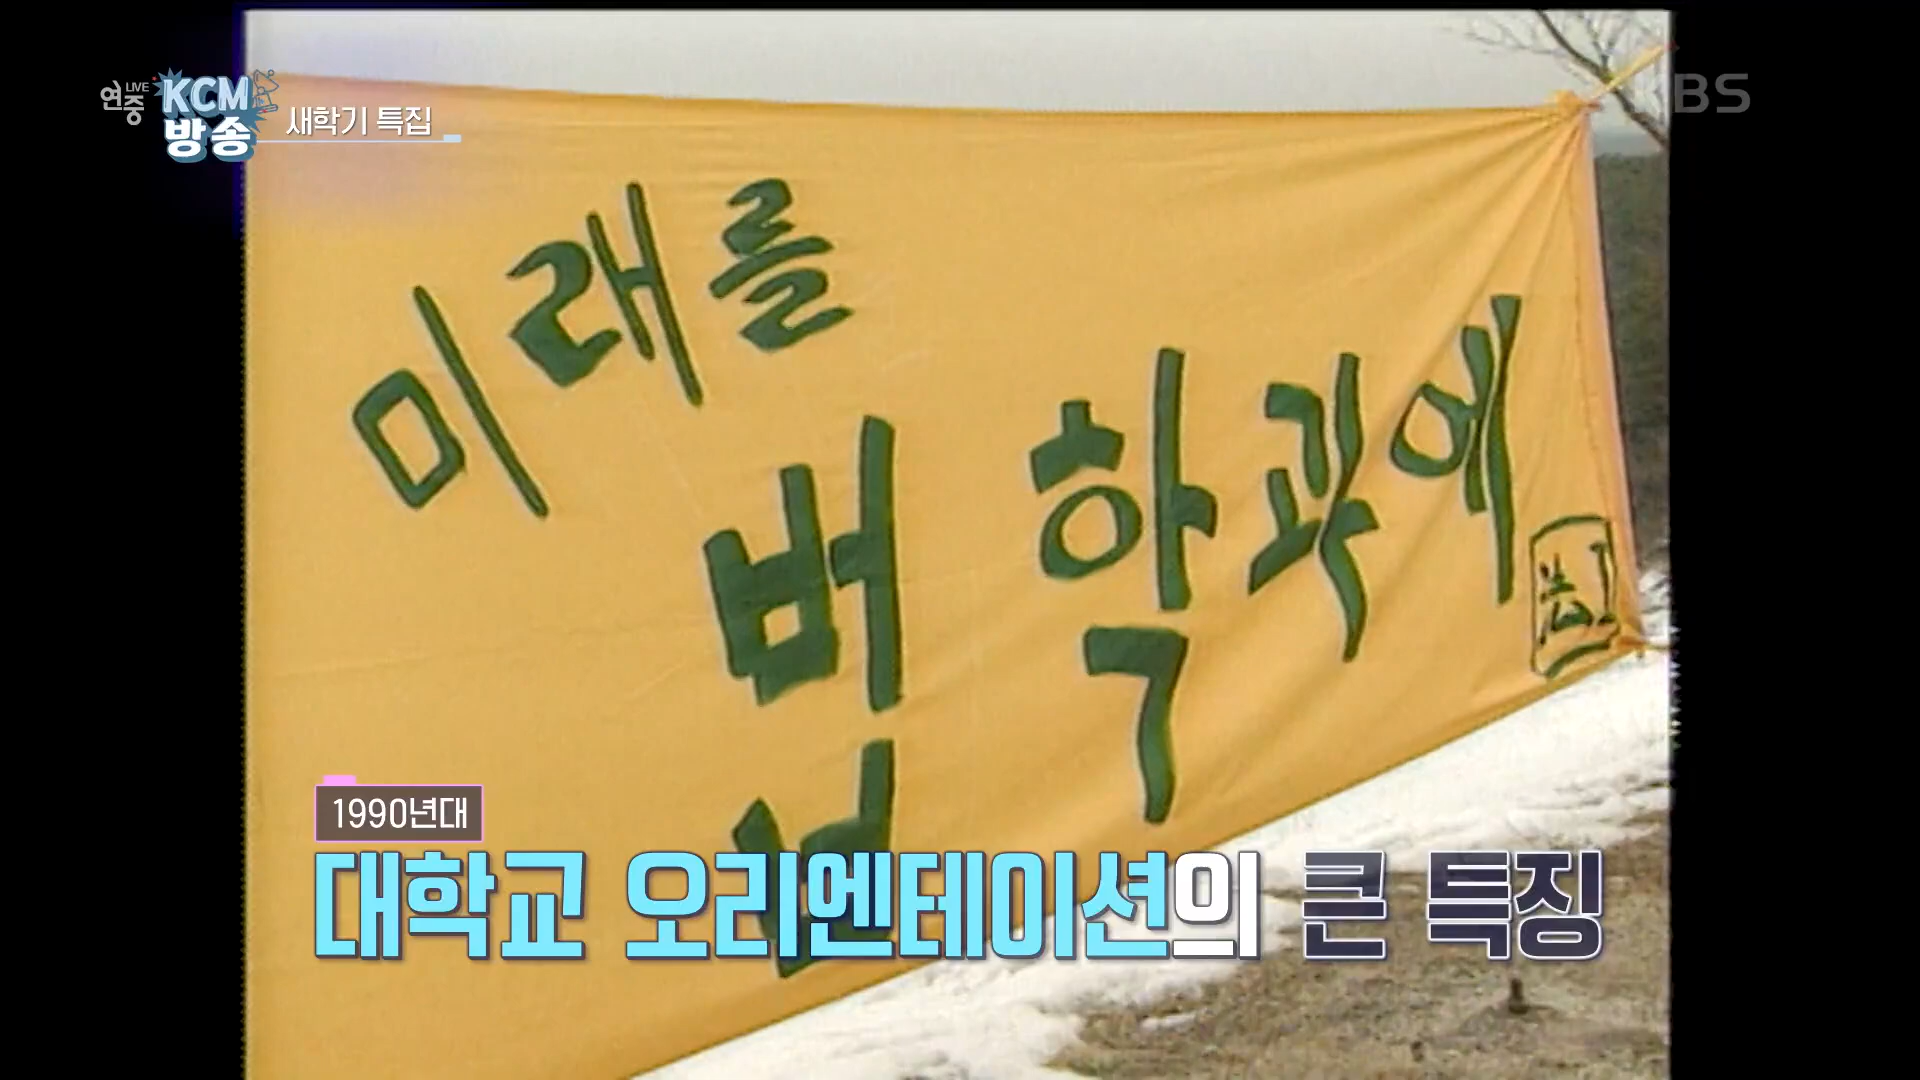 연중
LIVE
KCM
방송
새학기 특집
KBS
미래를
법학과에
法
1990년대
대학교 오리엔테이션의 큰 특징